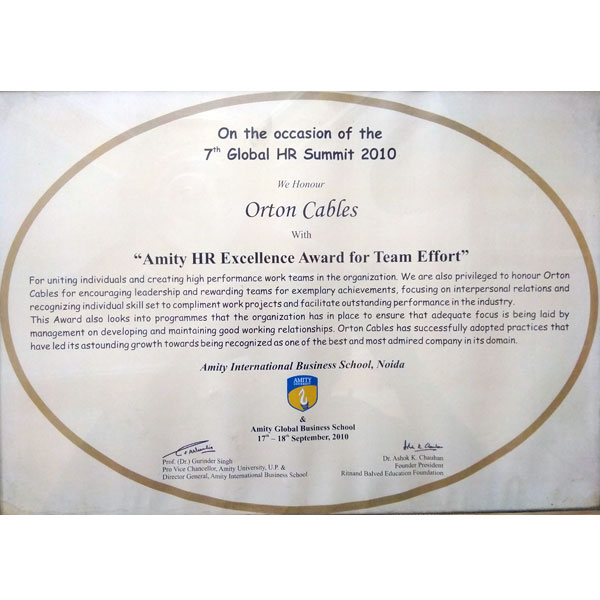 On the occasion of the
7th Global HR Summit 2010
We Honour
Orton Cables
With
“Amity HR Excellence Award for Team Effort”
For uniting individuals and creating high performance work teams in the organization. We are also privileged to honour Orton
Cables for encouraging leadership and rewarding teams for exemplary achievements, focusing on interpersonal relations and
recognizing individual skill set to compliment work projects and facilitate outstanding performance in the industry.
This Award also looks into programmes that the organization has in place to ensure that adequate focus is being laid by
management on developing and maintaining good working relationships. Orton Cables has successfully adopted practices that
have led its astounding growth towards being recognized as one of the best and most admired company in its domain.
Amity International Business School, Noida
AMITY
UNIVERSITY
&
Amity Global Business School
17th – 18th September, 2010
Prof. (Dr.) Gurinder Singh
Pro Vice Chancellor, Amity University, U.P. &
Director General, Amity International Business School
Dr. Ashok K. Chauhan
Founder President
Ritnand Balved Education Foundation